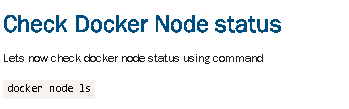 Check Docker Node status
Lets now check docker node status using command
docker node ls